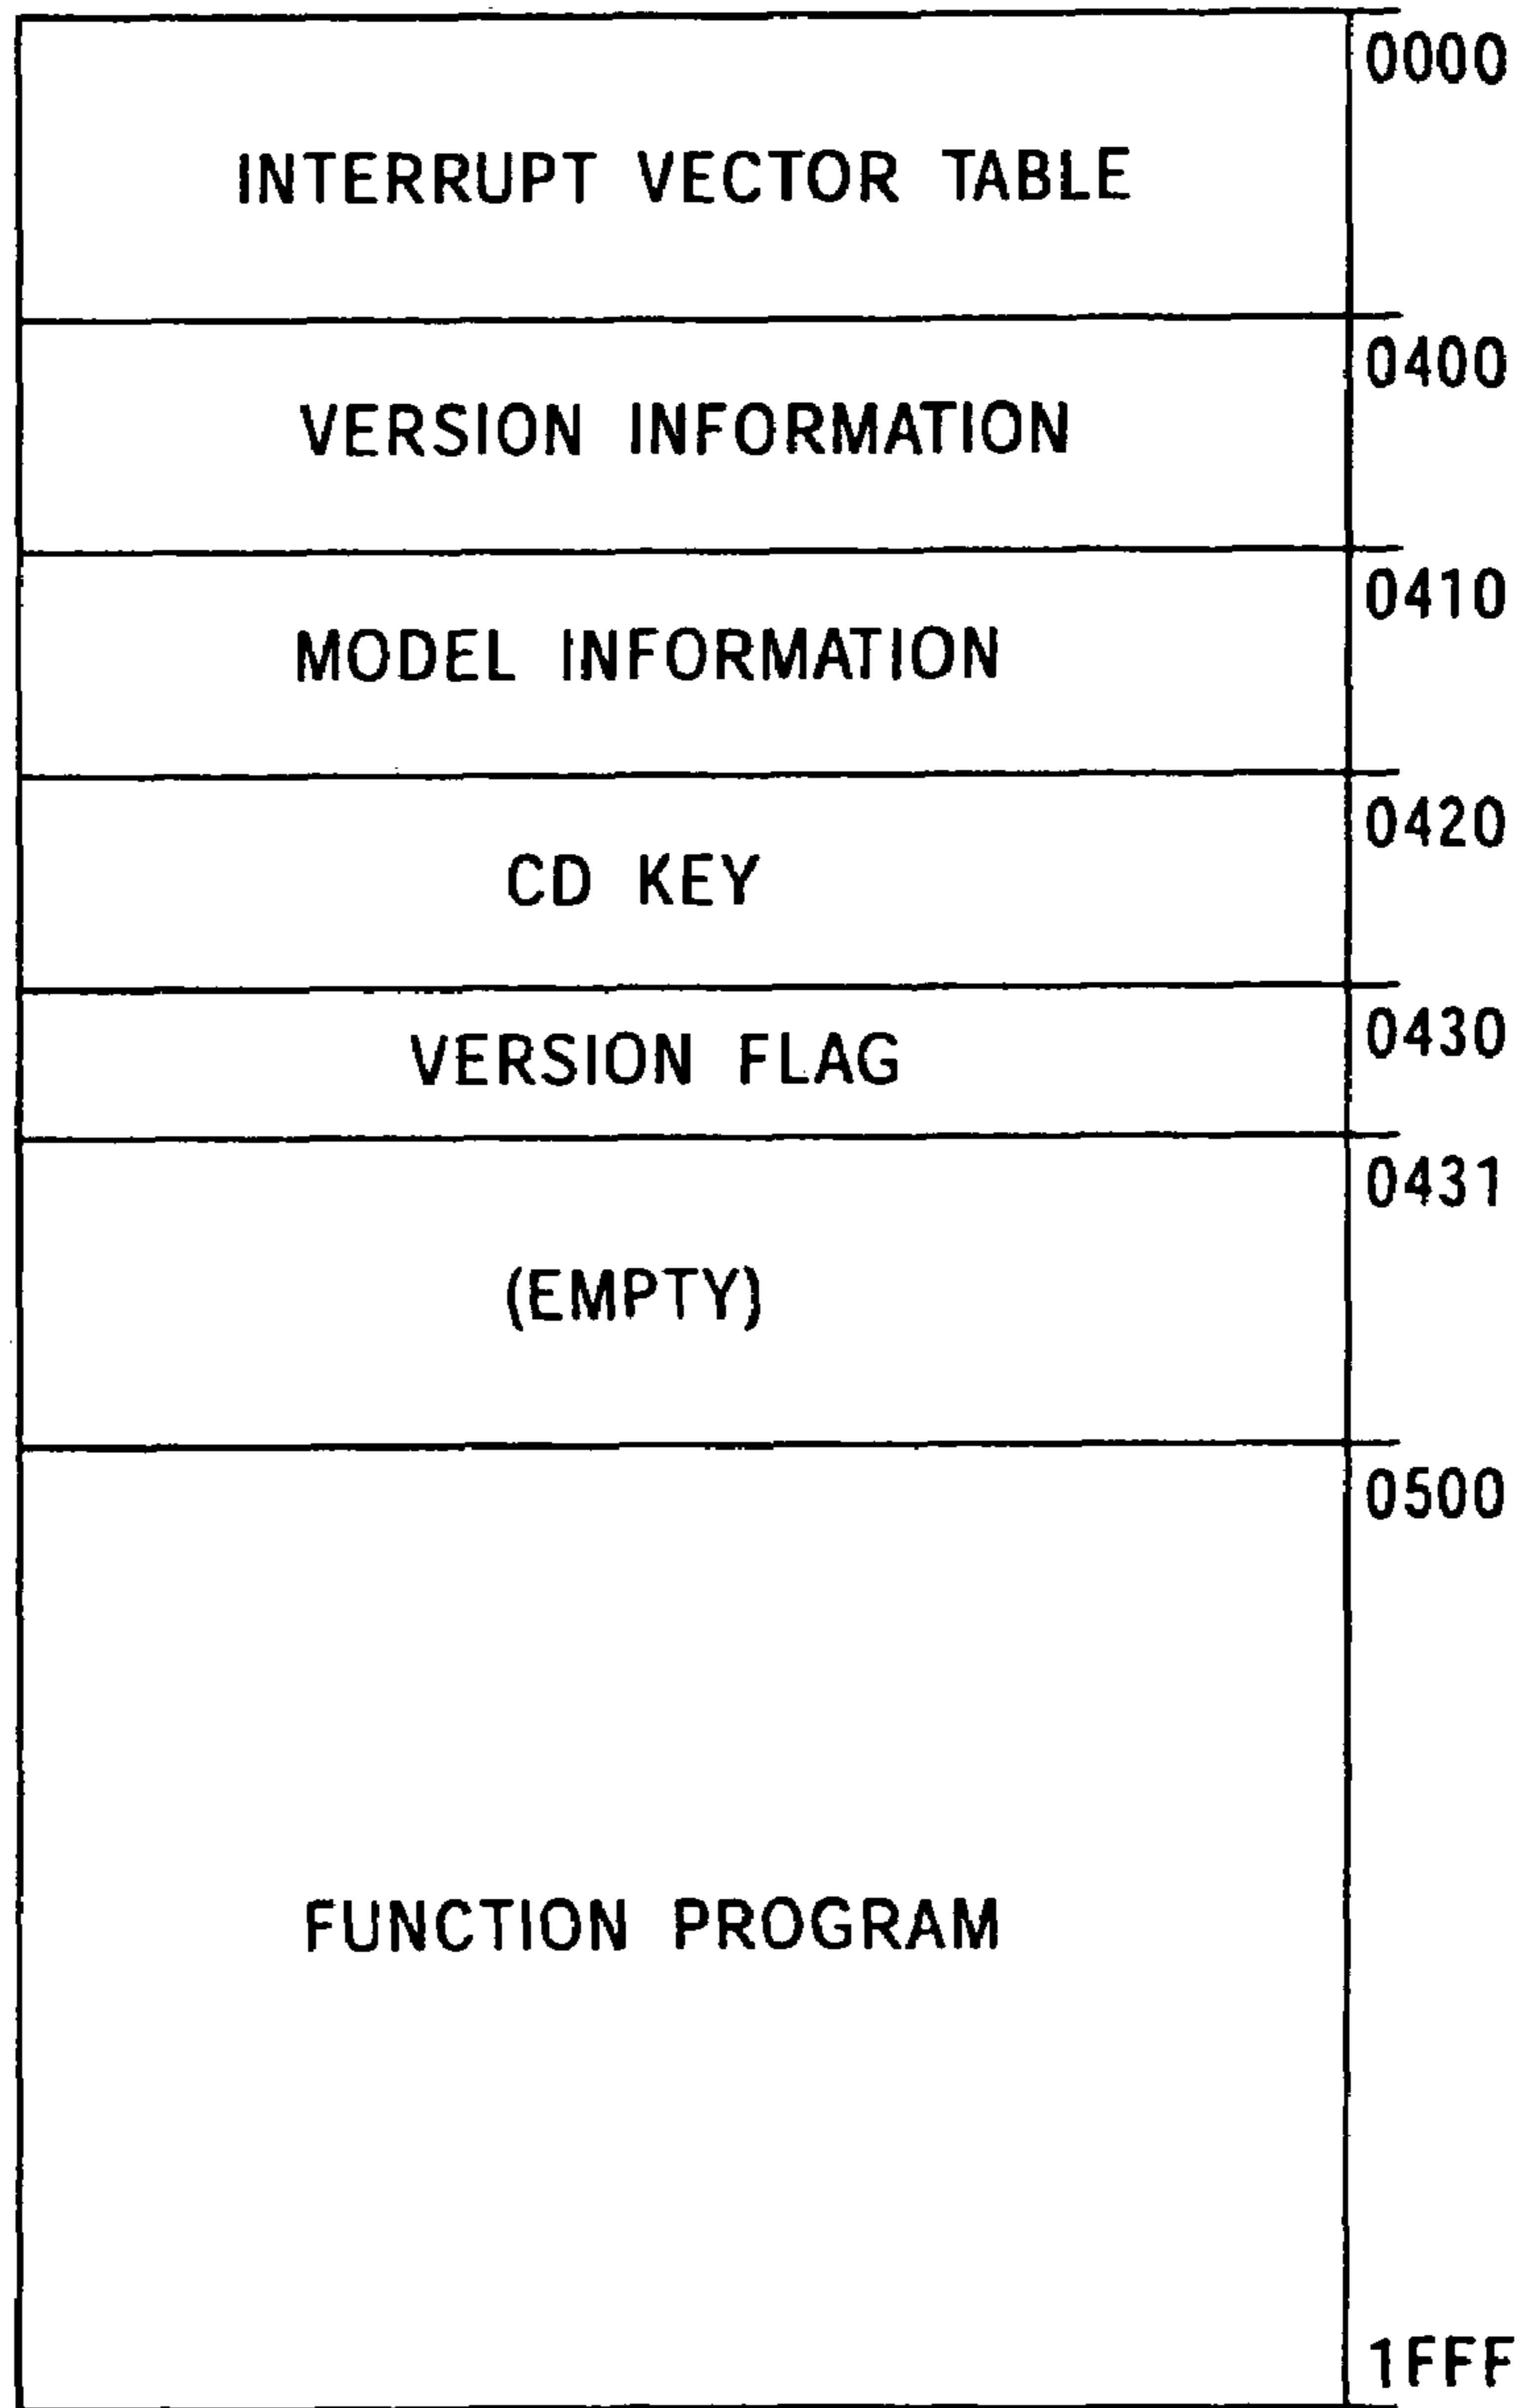 0000
INTERRUPT VECTOR TABLE
0400
VERSION INFORMATION
0410
MODEL INFORMATION
0420
CD KEY
0430
VERSION FLAG
0431
(EMPTY)
0500
FUNCTION PROGRAM
1FFF